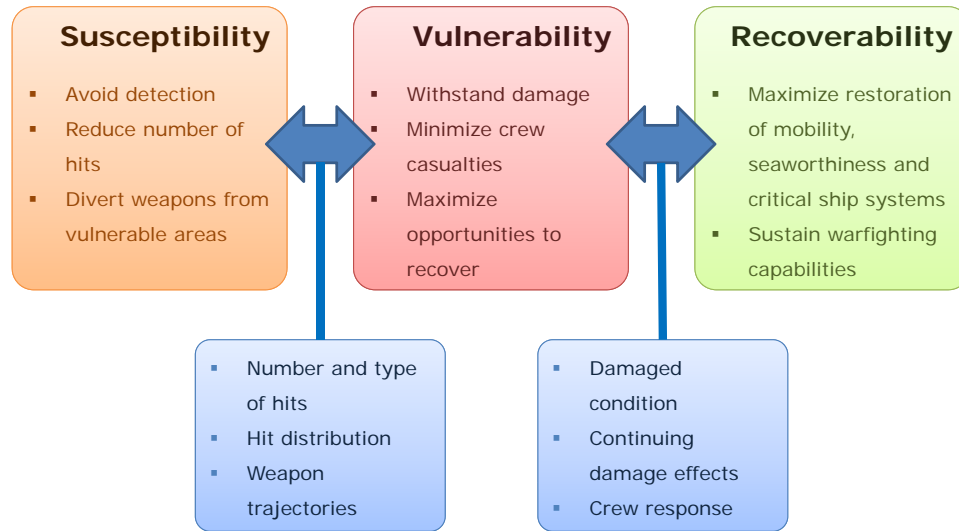 Susceptibility
▪ Avoid detection
▪ Reduce number of
hits
▪ Divert weapons from
vulnerable areas
Vulnerability
▪ Withstand damage
▪ Minimize crew
casualties
▪ Maximize
opportunities to
recover
Recoverability
▪ Maximize restoration
of mobility,
seaworthiness and
critical ship systems
▪ Sustain warfighting
capabilities
▪ Number and type
of hits
▪ Hit distribution
▪ Weapon
trajectories
▪ Damaged
condition
▪ Continuing
damage effects
▪ Crew response